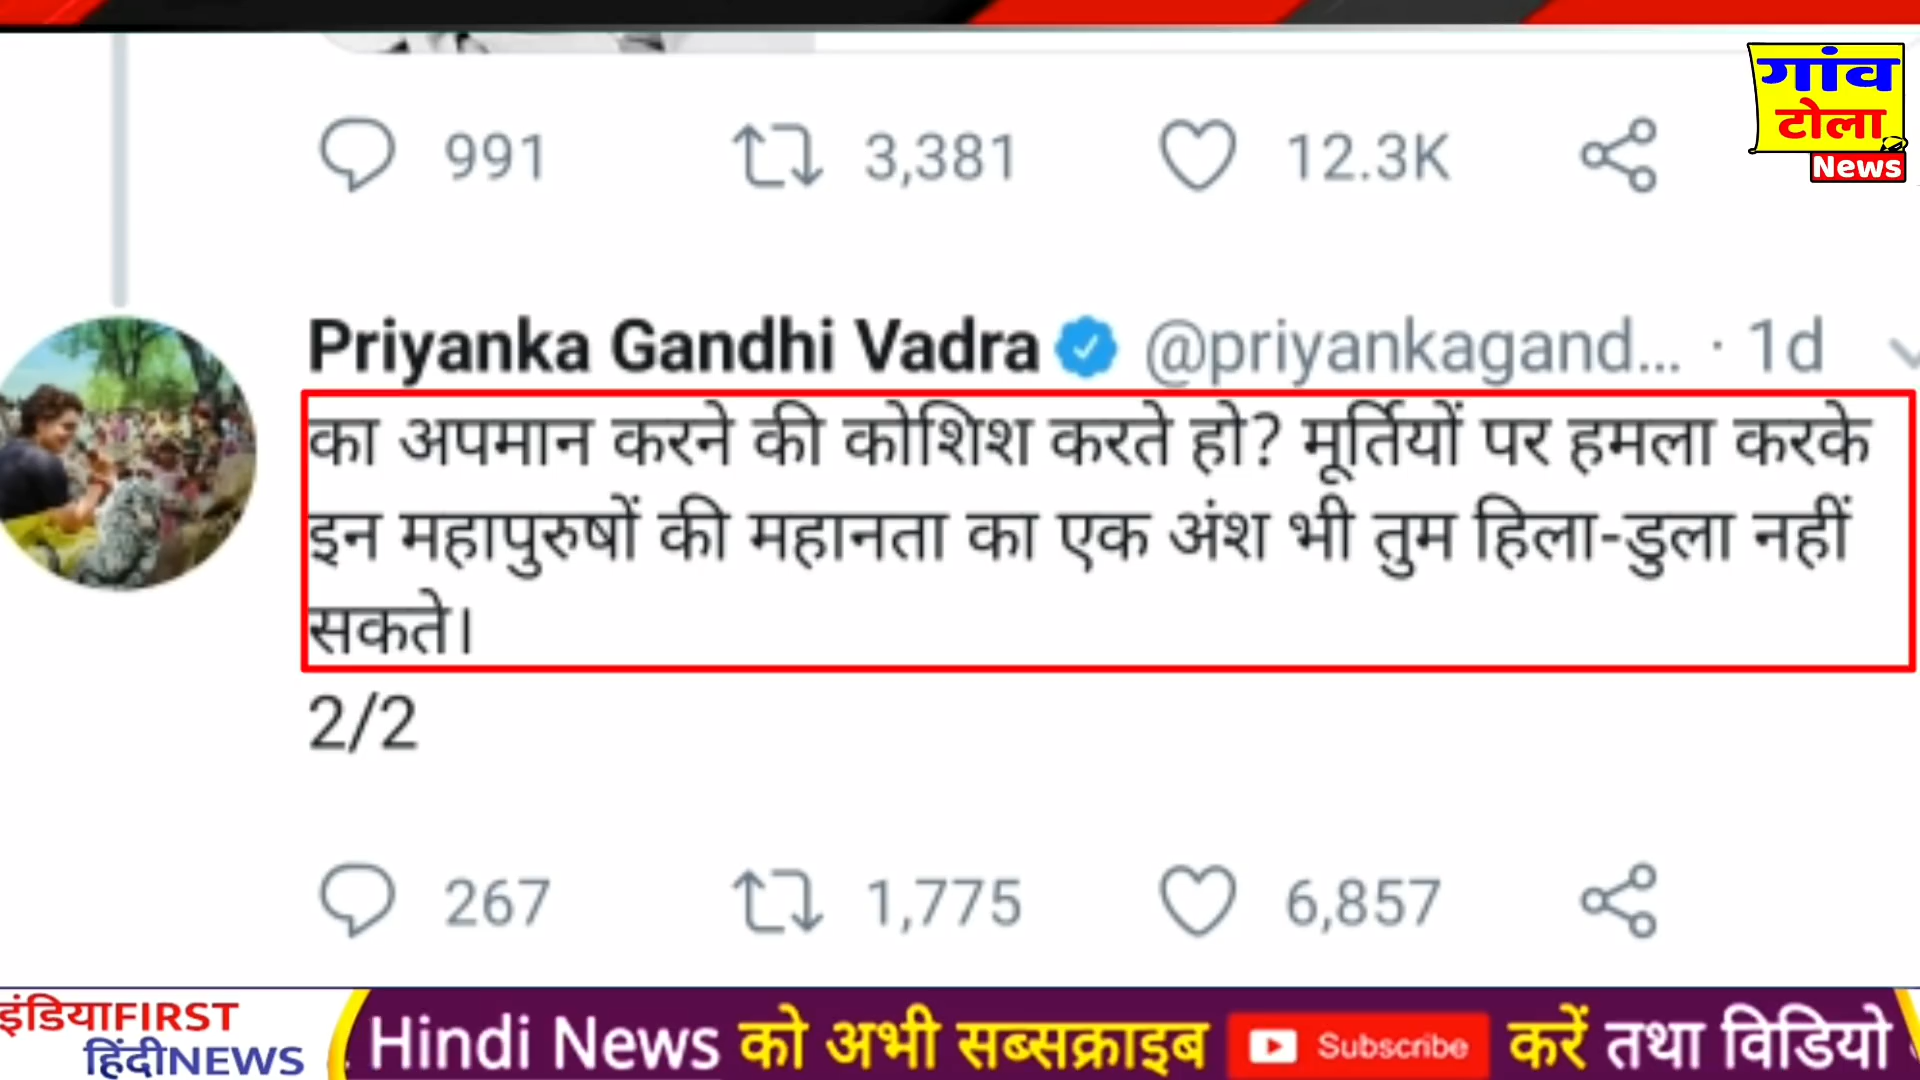 गांव
टोला
News
991 3,381 12.3K
Priyanka Gandhi Vadra @priyankagand... · 1d
का अपमान करने की कोशिश करते हो? मूर्तियों पर हमला करके
इन महापुरुषों की महानता का एक अंश भी तुम हिला-डुला नहीं
सकते।
2/2
267 1,775 6,857
इंडियाFIRST
हिंदीNEWS
Hindi News को अभी सब्सक्राइब Subscribe करें तथा विडियो